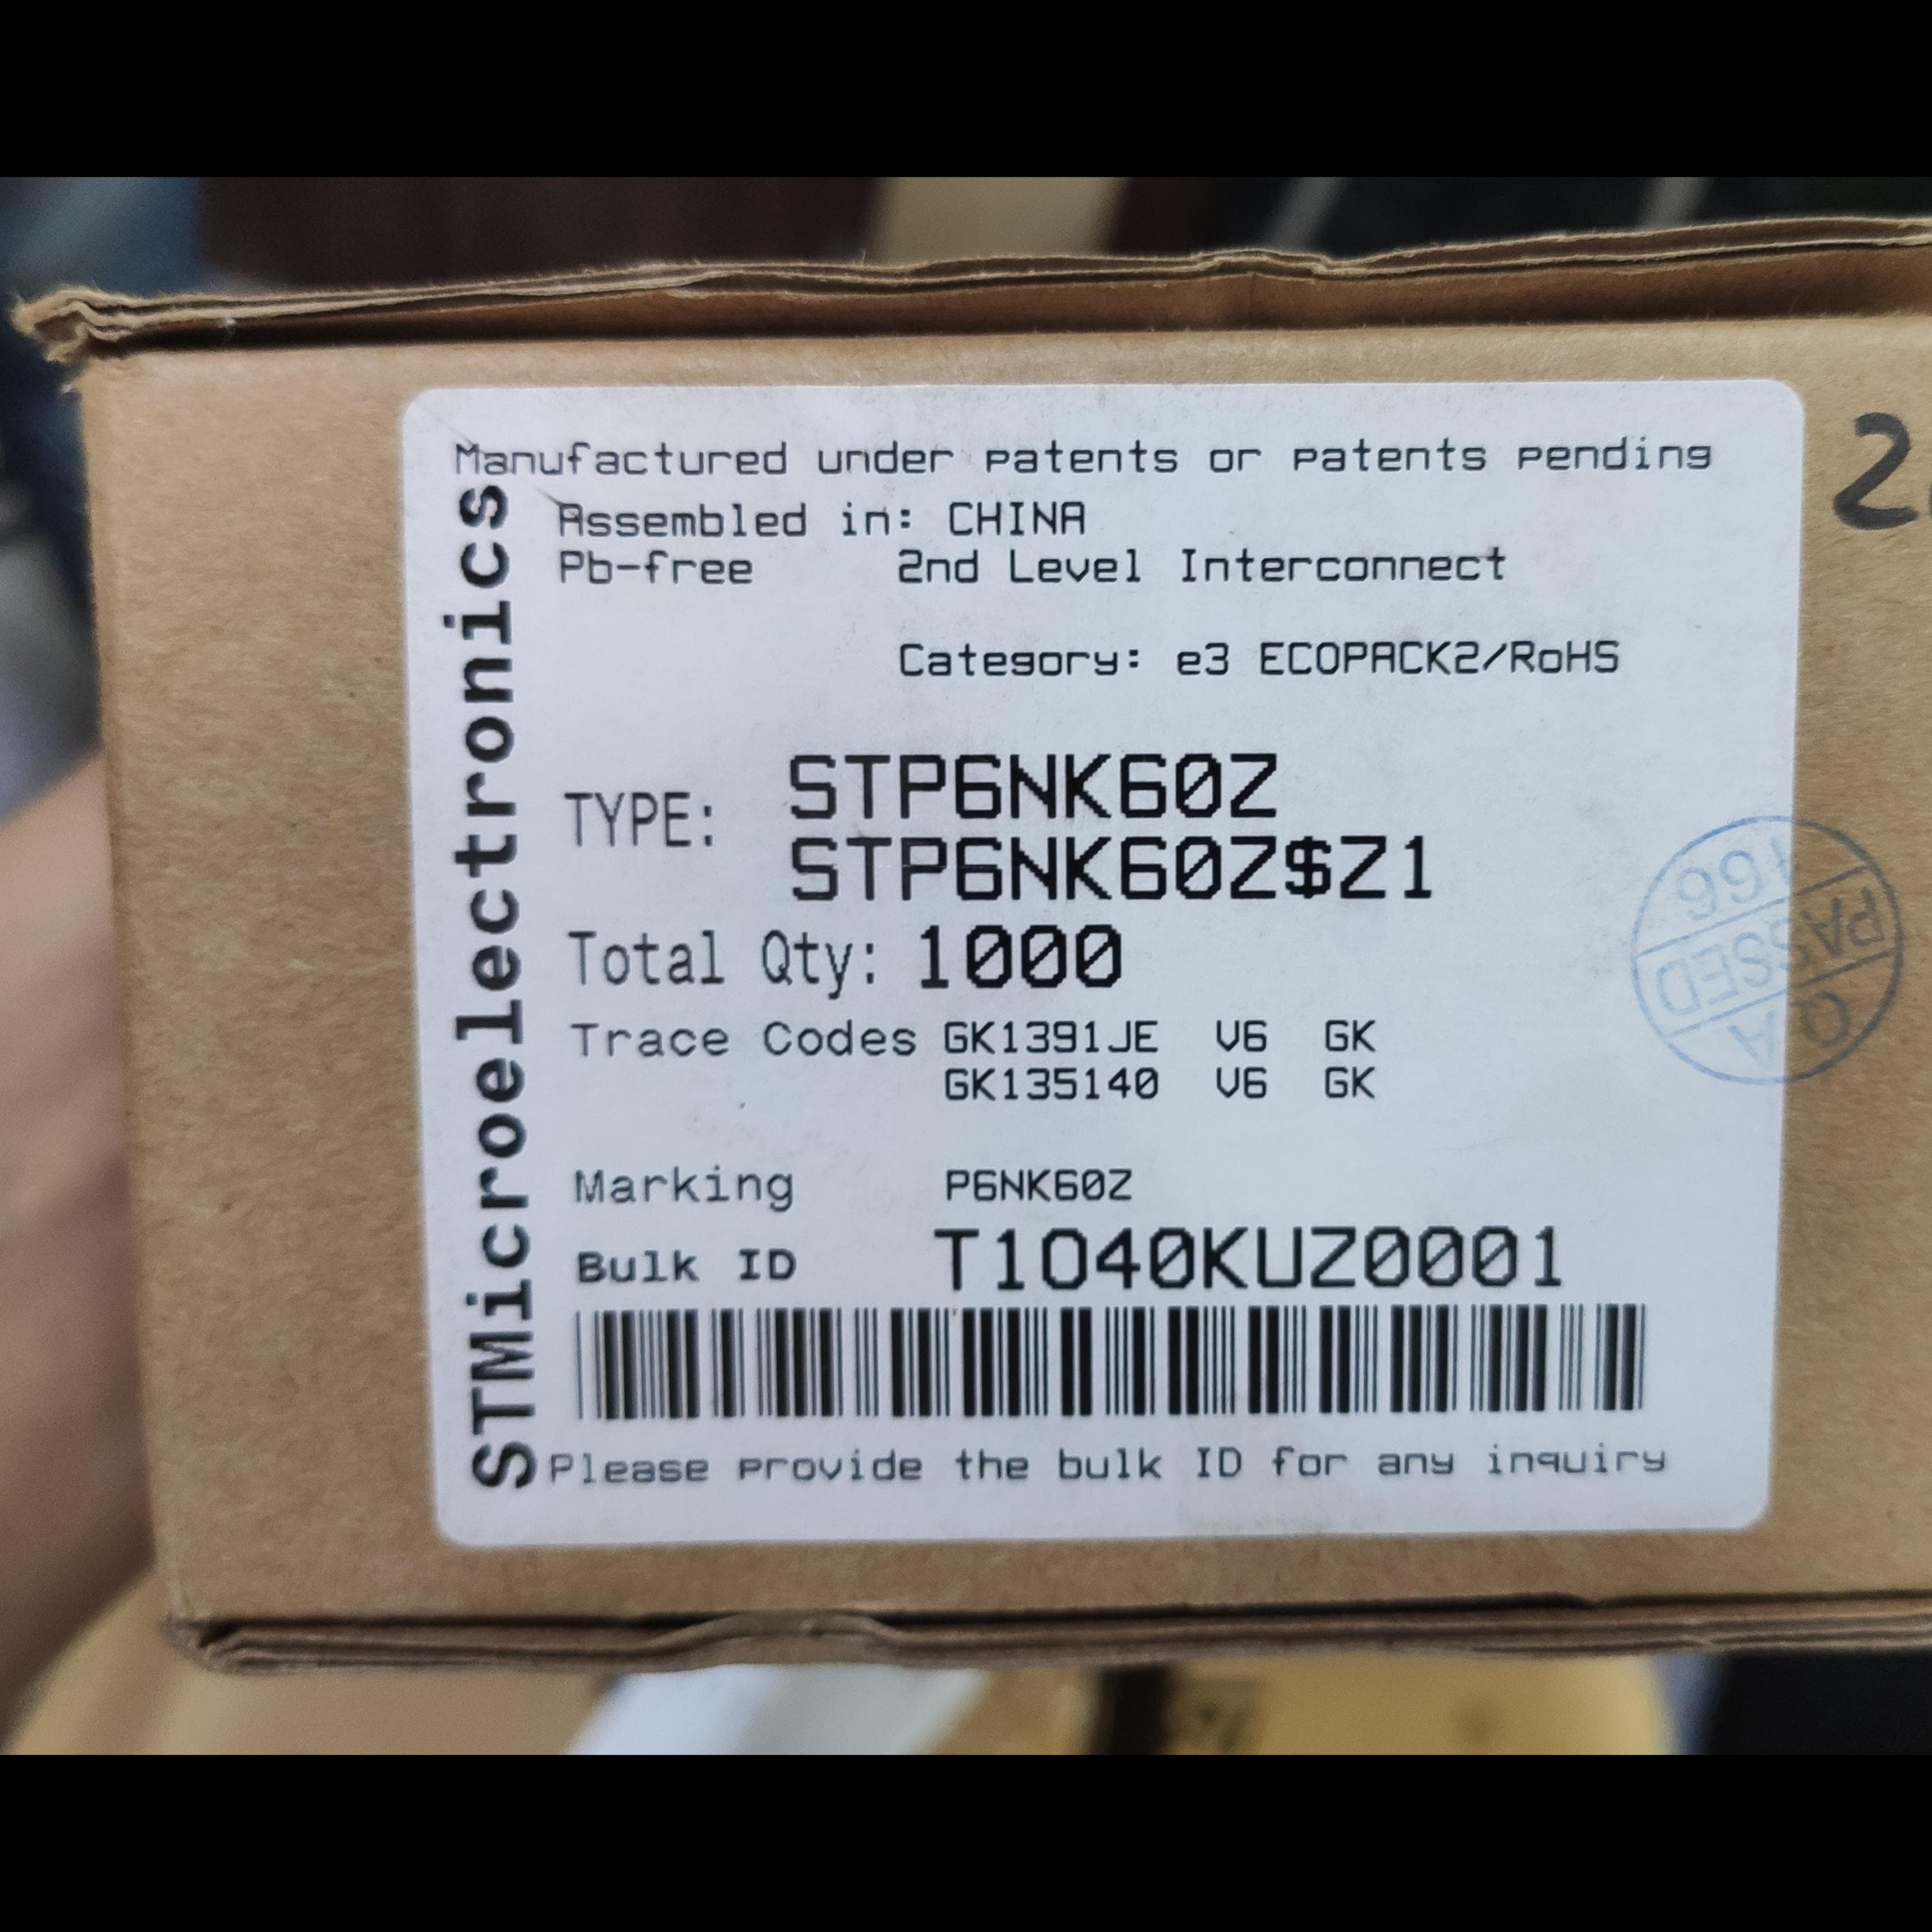 Manufactured under patents or patents pending
Assembled in: CHINA
Pb-free 2nd Level Interconnect
Category: e3 ECOPACK2/RoHS
STMicroelectronics
TYPE: STP6NK60Z
STP6NK60Z$Z1
Total Qty: 1000
Trace Codes GK1391JE V6 GK
GK135140 V6 GK
Marking P6NK60Z
Bulk ID T1O40KUZ0001
Please provide the bulk ID for any inquiry
QA
PASSED